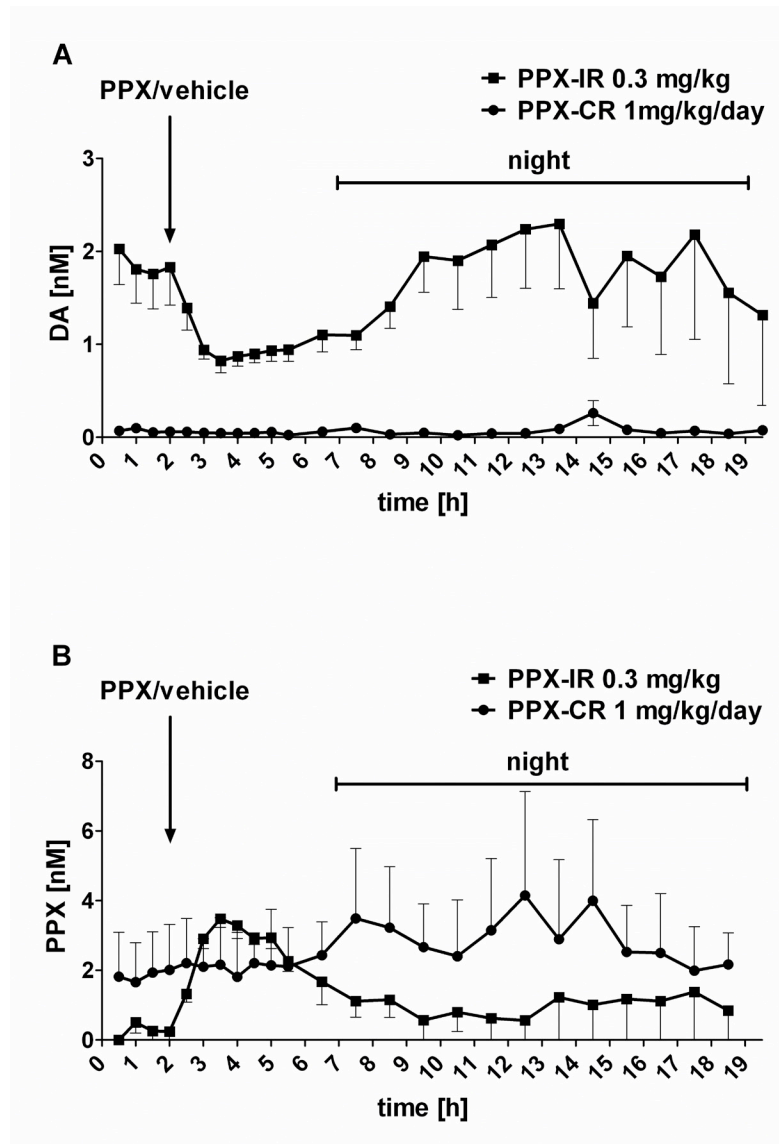 A
PPX/vehicle
PPX-IR 0.3 mg/kg
PPX-CR 1mg/kg/day
night
3
2
1
0
DA [nM]
0 1 2 3 4 5 6 7 8 9 10 11 12 13 14 15 16 17 18 19
time [h]
B
PPX/vehicle
PPX-IR 0.3 mg/kg
PPX-CR 1 mg/kg/day
night
8
6
4
2
0
PPX [nM]
0 1 2 3 4 5 6 7 8 9 10 11 12 13 14 15 16 17 18 19
time [h]